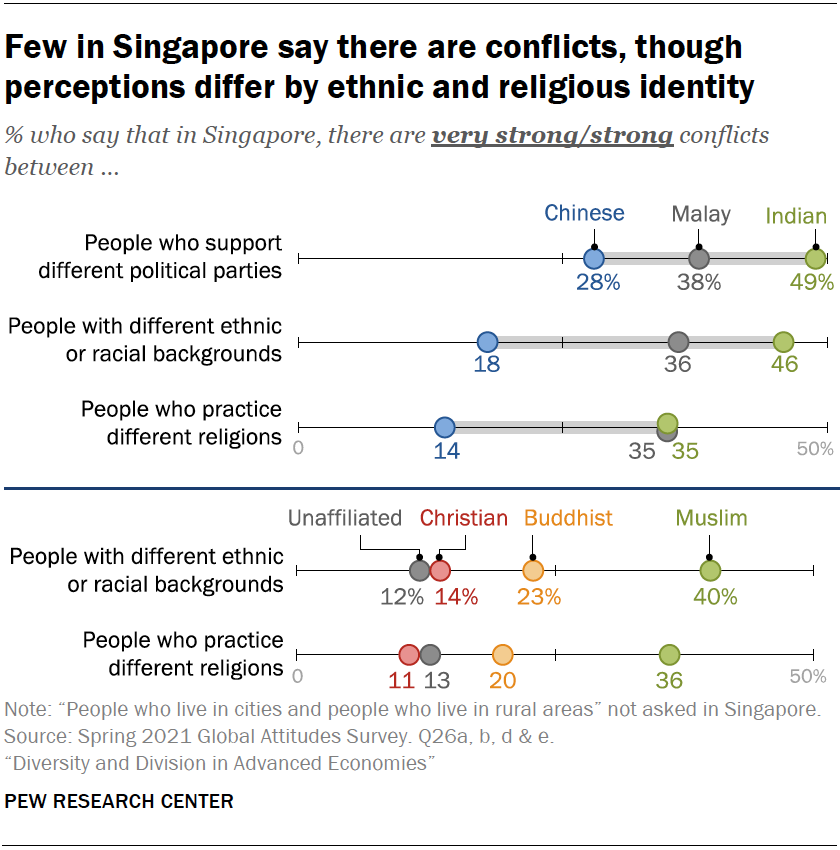 Few in Singapore say there are conflicts, though
perceptions differ by ethnic and religious identity
% who say that in Singapore, there are very strong/strong conflicts
between ...
Chinese Malay Indian
People who support
different political parties
28% 38% 49%
People with different ethnic
or racial backgrounds
18 36 46
People who practice
different religions
0 14 35 35 50%
Unaffiliated Christian Buddhist Muslim
People with different ethnic
or racial backgrounds
12% 14% 23% 40%
People who practice
different religions
0 11 13 20 36 50%
Note: “People who live in cities and people who live in rural areas” not asked in Singapore.
Source: Spring 2021 Global Attitudes Survey. Q26a, b, d & e.
“Diversity and Division in Advanced Economies”
PEW RESEARCH CENTER